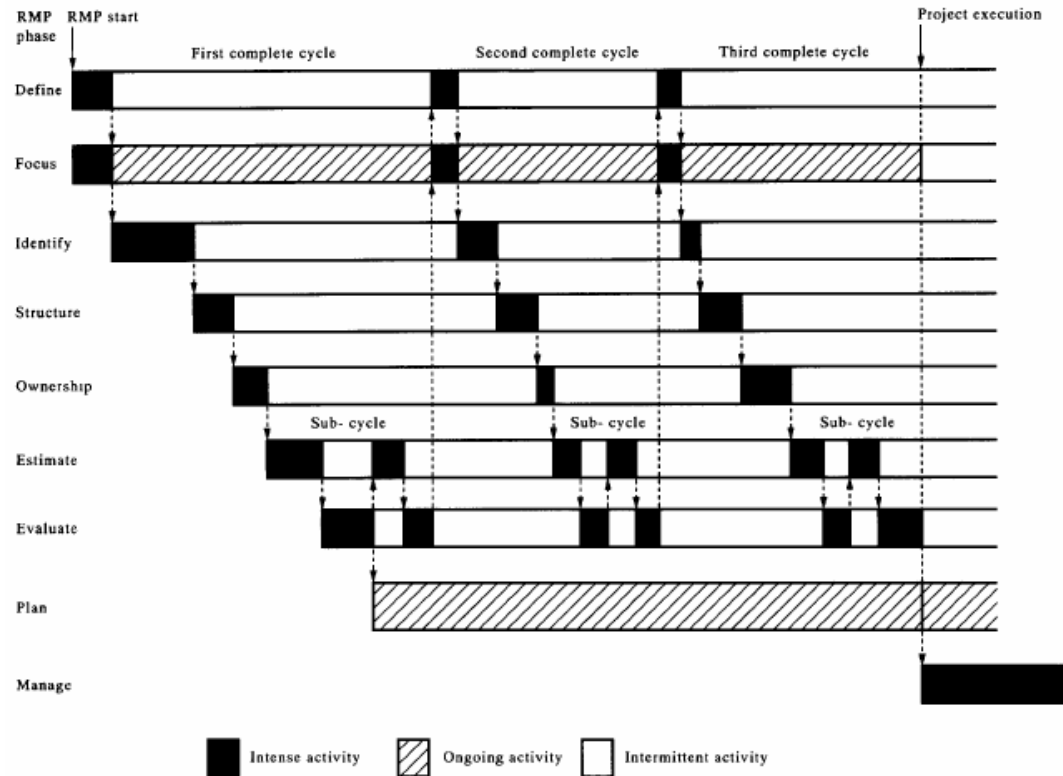 RMP RMP start Project execution
phase
First complete cycle Second complete cycle Third complete cycle
Define
Focus
Identify
Structure
Ownership
Sub- cycle Sub- cycle Sub- cycle
Estimate
Evaluate
Plan
Manage
Intense activity Ongoing activity Intermittent activity